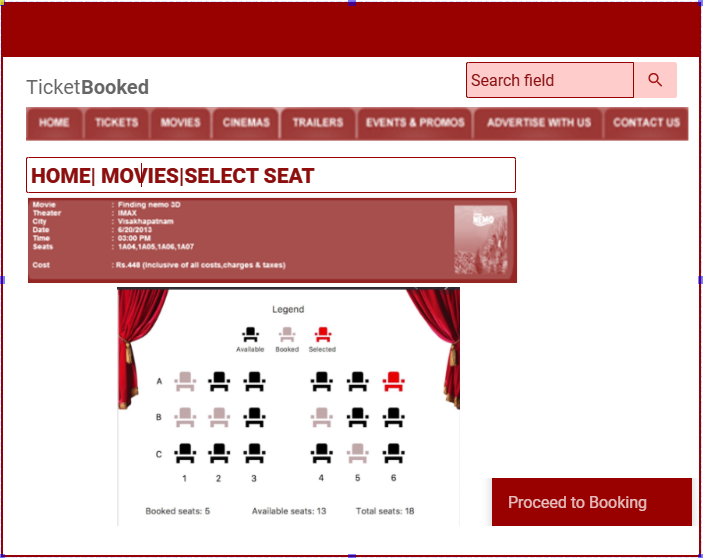 TicketBooked
Search field
HOME TICKETS MOVIES CINEMAS TRAILERS EVENTS & PROMOS ADVERTISE WITH US CONTACT US
HOME| MOVIES|SELECT SEAT
Movie : Finding nemo 3D
Theater : IMAX
City : Visakhapatnam
Date : 6/20/2013
Time : 03:00 PM
Seats : 1A04,1A05,1A06,1A07
Cost : Rs.448 (Inclusive of all costs,charges & taxes)
NEMO
Legend
Available Booked Selected
A
B
C
1 2 3 4 5 6
Booked seats: 5 Available seats: 13 Total seats: 18
Proceed to Booking